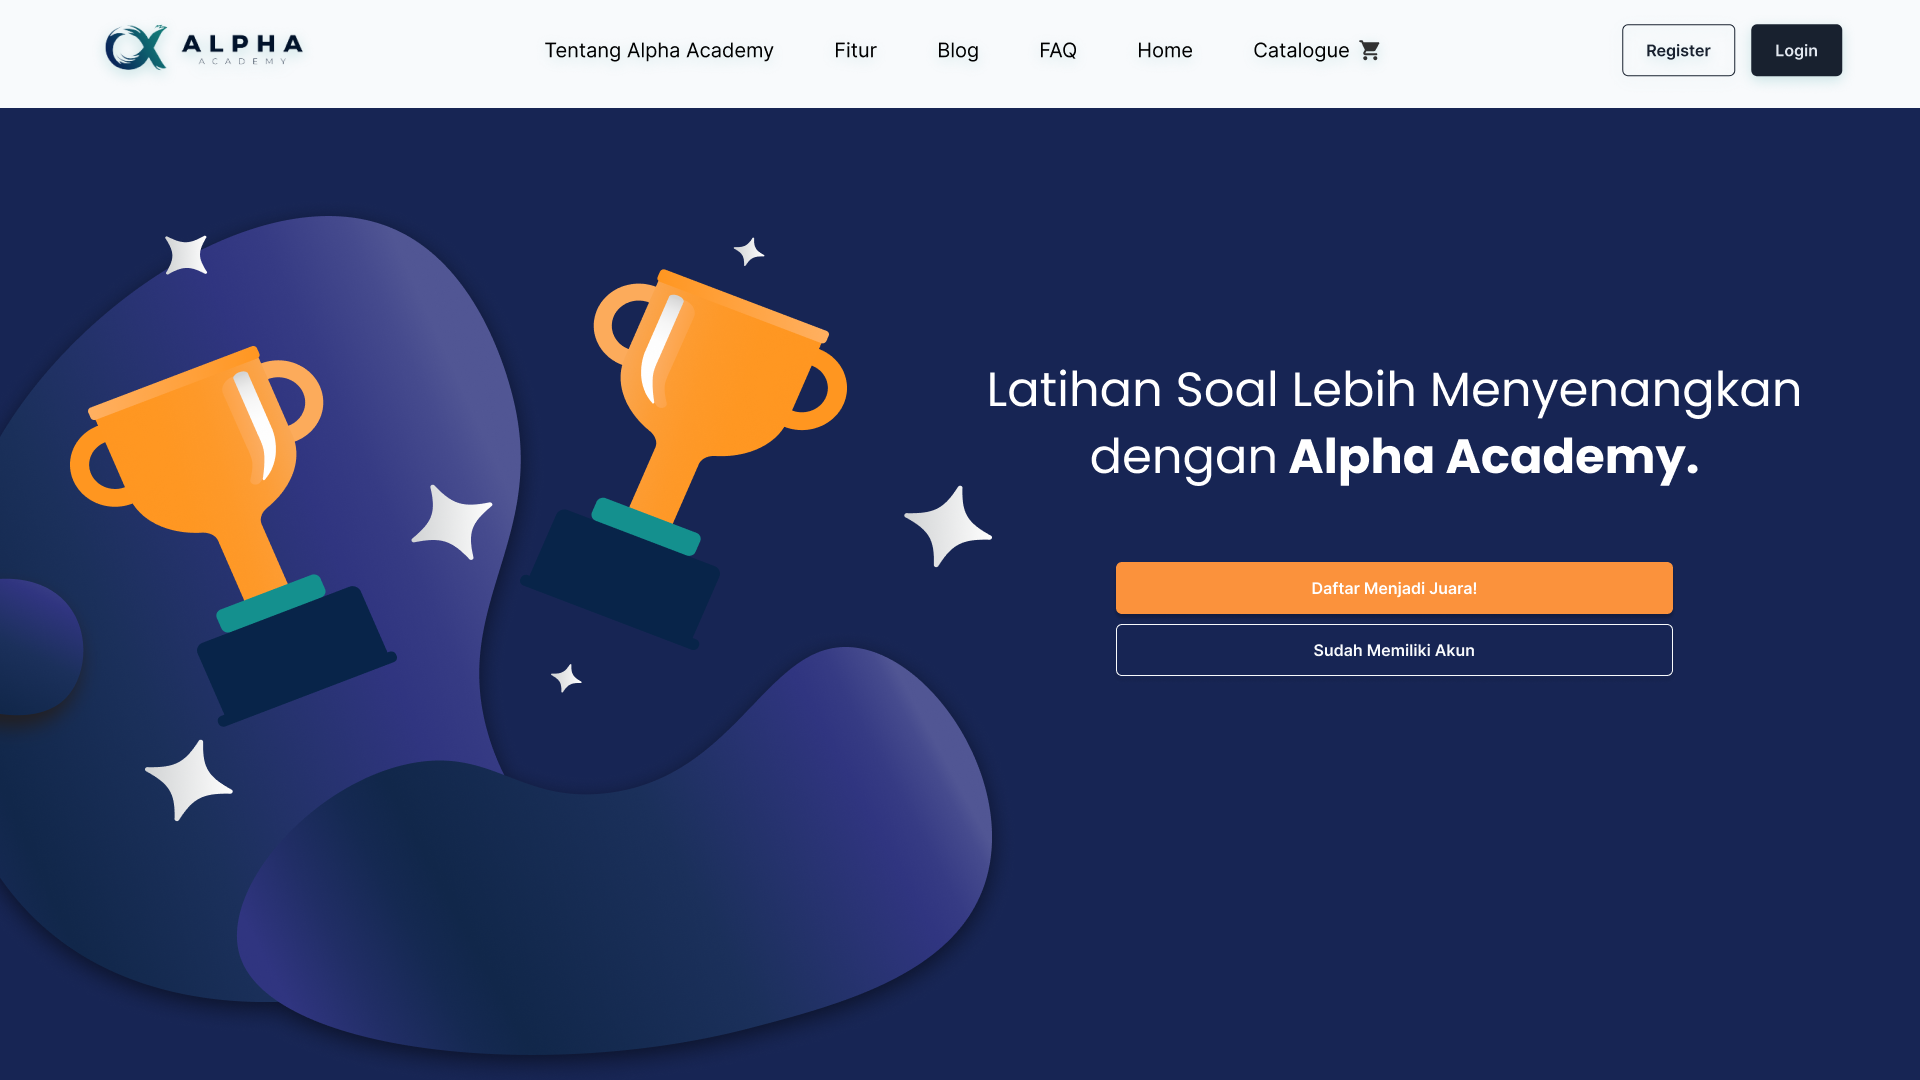 ALPHA
ACADEMY
Tentang Alpha Academy
Fitur
Blog
FAQ
Home
Catalogue
Register
Login
Latihan Soal Lebih Menyenangkan
dengan Alpha Academy.
Daftar Menjadi Juara!
Sudah Memiliki Akun